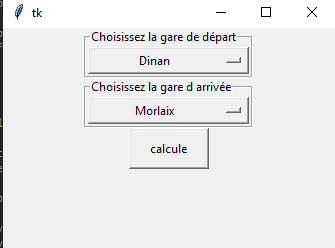 tk
Choisissez la gare de départ
Dinan
Choisissez la gare d arrivée
Morlaix
calcule